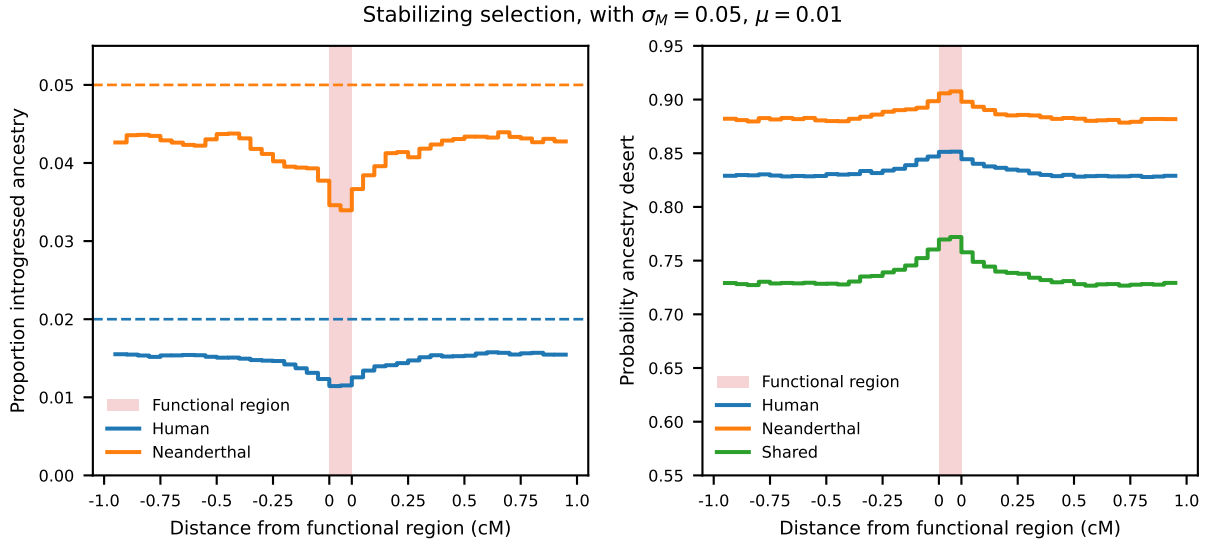 Stabilizing selection, with σ_M = 0.05, μ = 0.01
Proportion introgressed ancestry
0.05
0.04
0.03
0.02
0.01
0.00
Functional region
Human
Neanderthal
-1.0 -0.75 -0.5 -0.25 0 0 0.25 0.5 0.75 1.0
Distance from functional region (cM)
Probability ancestry desert
0.95
0.90
0.85
0.80
0.75
0.70
0.65
0.60
0.55
Functional region
Human
Neanderthal
Shared
-1.0 -0.75 -0.5 -0.25 0 0 0.25 0.5 0.75 1.0
Distance from functional region (cM)